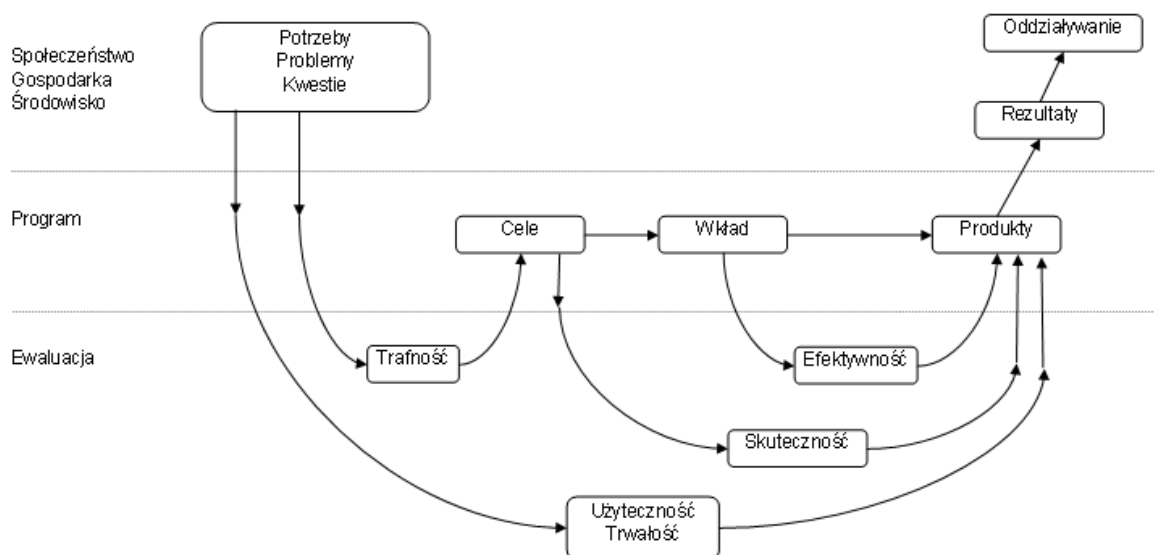 Społeczeństwo
Gospodarka
Środowisko
Potrzeby
Problemy
Kwestie
Oddziaływanie
Rezultaty
Program
Cele
Wkład
Produkty
Ewaluacja
Trafność
Efektywność
Skuteczność
Użyteczność
Trwałość